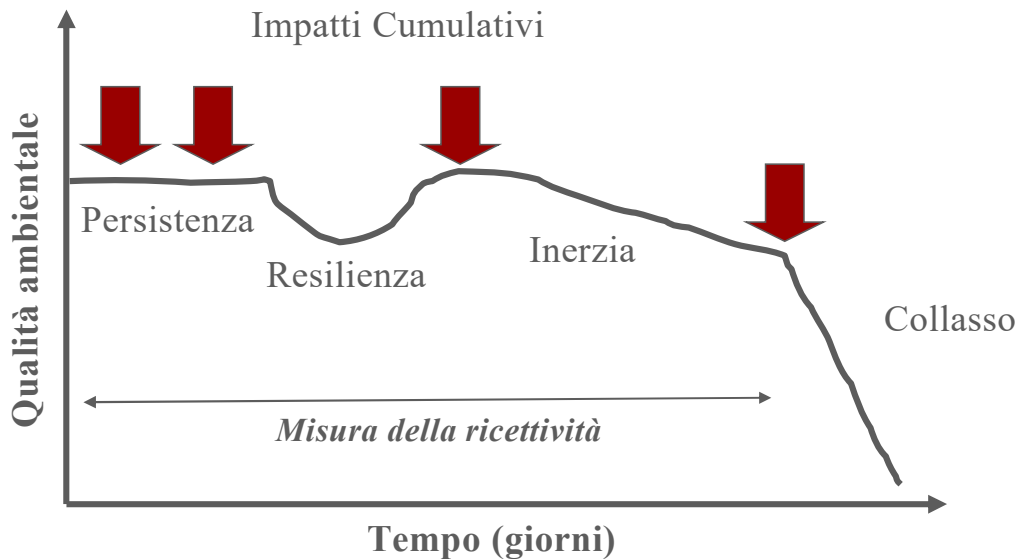 Impatti Cumulativi
Qualità ambientale
Persistenza
Resilienza
Inerzia
Collasso
Misura della ricettività
Tempo (giorni)